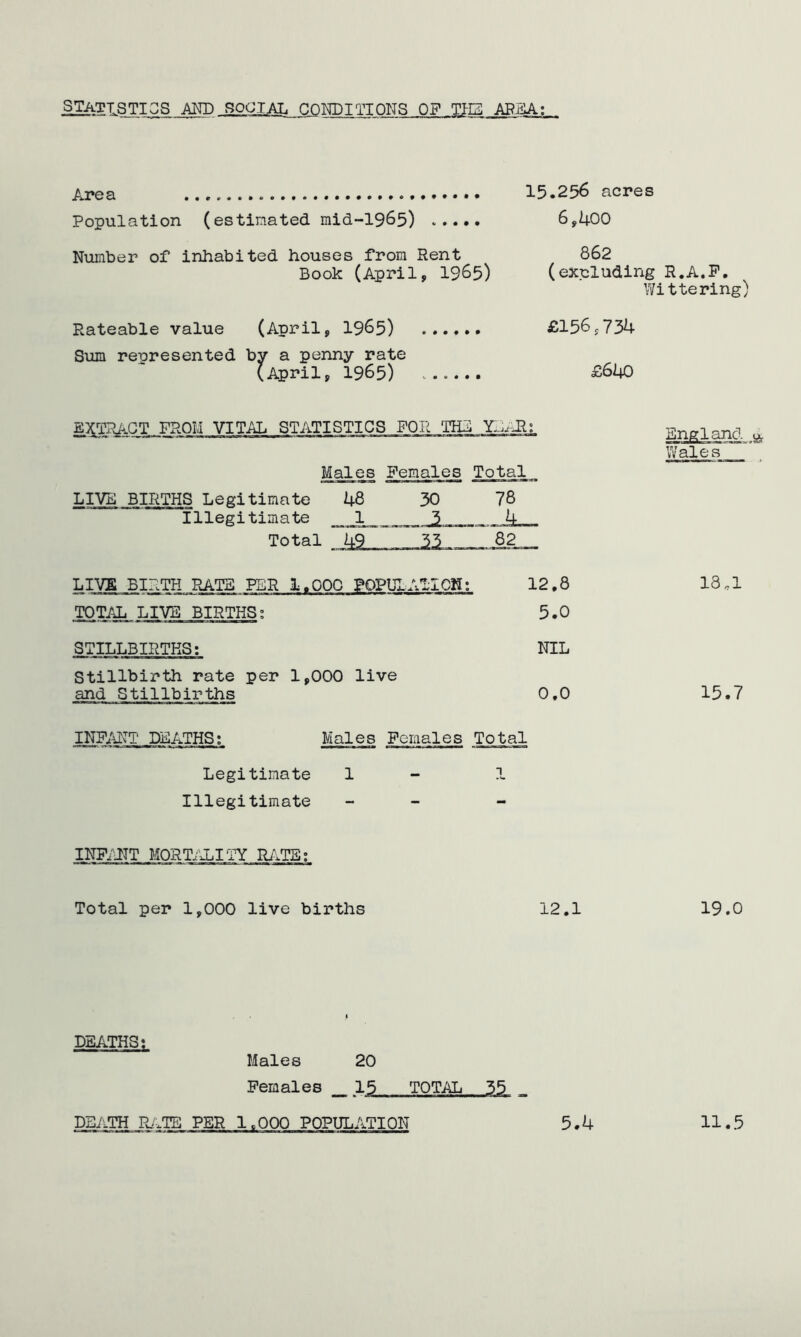 STATISTICS AND SOCIAL CONDITIONS OF THE AREA:
Area .............................. 15.256 acres
Population (estimated mid-1965) ..... 6,400
Number of inhabited houses from Rent 862
Book (April, 1965) (excluding R.A.F.
Wittering)
Rateable value (April, 1965) ...... £156,734
Sum represented by a penny rate
(April, 1965) ...... £640
EXTRACT FROM VITAL STATISTICS FOR THE YEAR:
England &
Wales
Males Females Total
LIVE BIRTHS Legitimate 48 30 78
Illegitimate 1 3 4
Total 49 33 82
LIVE BIRTH RATE PER 1,000 POPULATION: 12.8 18.1
TOTAL LIVE BIRTHS: 5.0
STILLBIRTHS: NIL
Stillbirth rate per 1,000 live
and Stillbirths 0.0 15.7
INFANT DEATHS: Males Females Total
Legitimate 1 - 1
Illegitimate - - -
INFANT MORTALITY RATE:
Total per 1,000 live births 12.1 19.0
DEATHS:
Males 20
Females 15 TOTAL 35
DEATH RATE PER 1,000 POPULATION 5.4 11.5